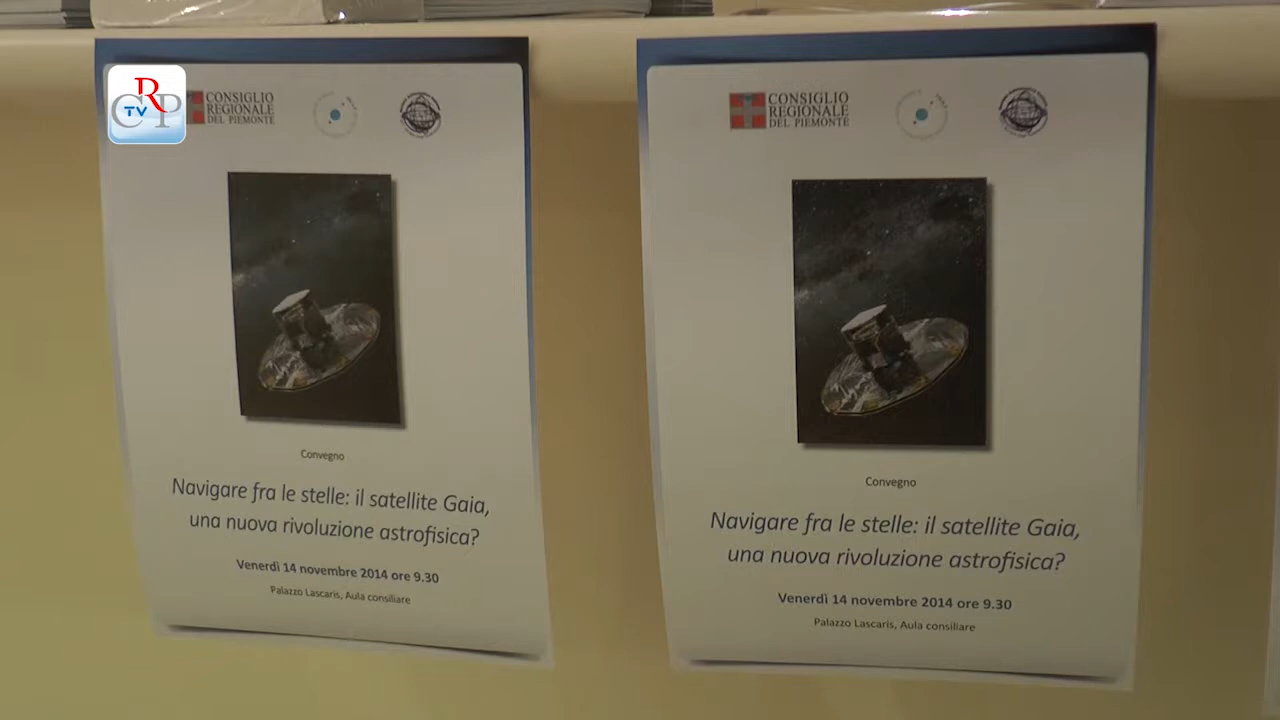 CRP
TV
CONSIGLIO
REGIONALE
DEL PIEMONTE
Convegno
Navigare fra le stelle: il satellite Gaia,
una nuova rivoluzione astrofisica?
Venerdì 14 novembre 2014 ore 9.30
Palazzo Lascaris, Aula consiliare
CONSIGLIO
REGIONALE
DEL PIEMONTE
Convegno
Navigare fra le stelle: il satellite Gaia,
una nuova rivoluzione astrofisica?
Venerdì 14 novembre 2014 ore 9.30
Palazzo Lascaris, Aula consiliare